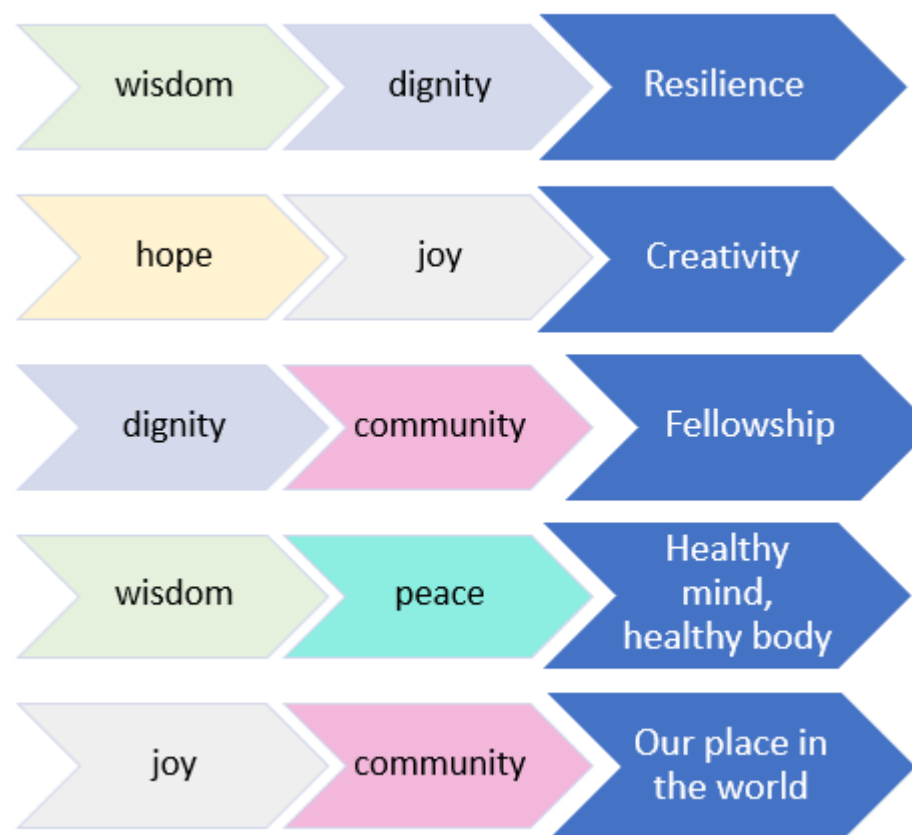 wisdom dignity Resilience
hope joy Creativity
dignity community Fellowship
wisdom peace Healthy
mind,
healthy body
joy community Our place in
the world